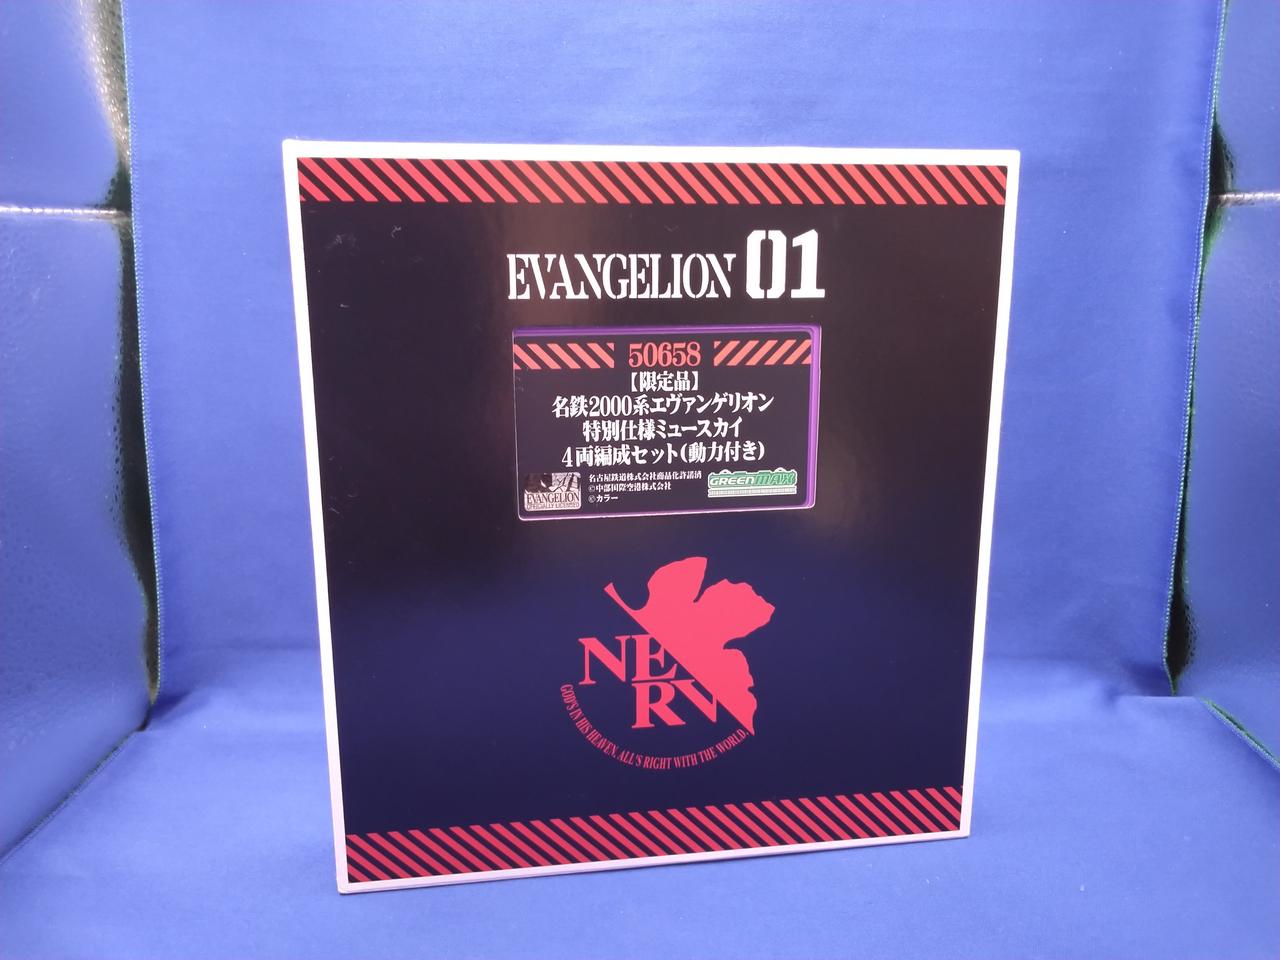 EVANGELION 01
50658
【限定品】
名鉄2000系エヴァンゲリオン
特別仕様ミュースカイ
4両編成セット(動力付き)
名古屋鉄道株式会社商品化許諾済
©中部国際空港株式会社
©カラー
EVANGELION
OFFICIALLY LICENSED
GREENMAX
NERV
GOD'S IN HIS HEAVEN. ALL'S RIGHT WITH THE WORLD.